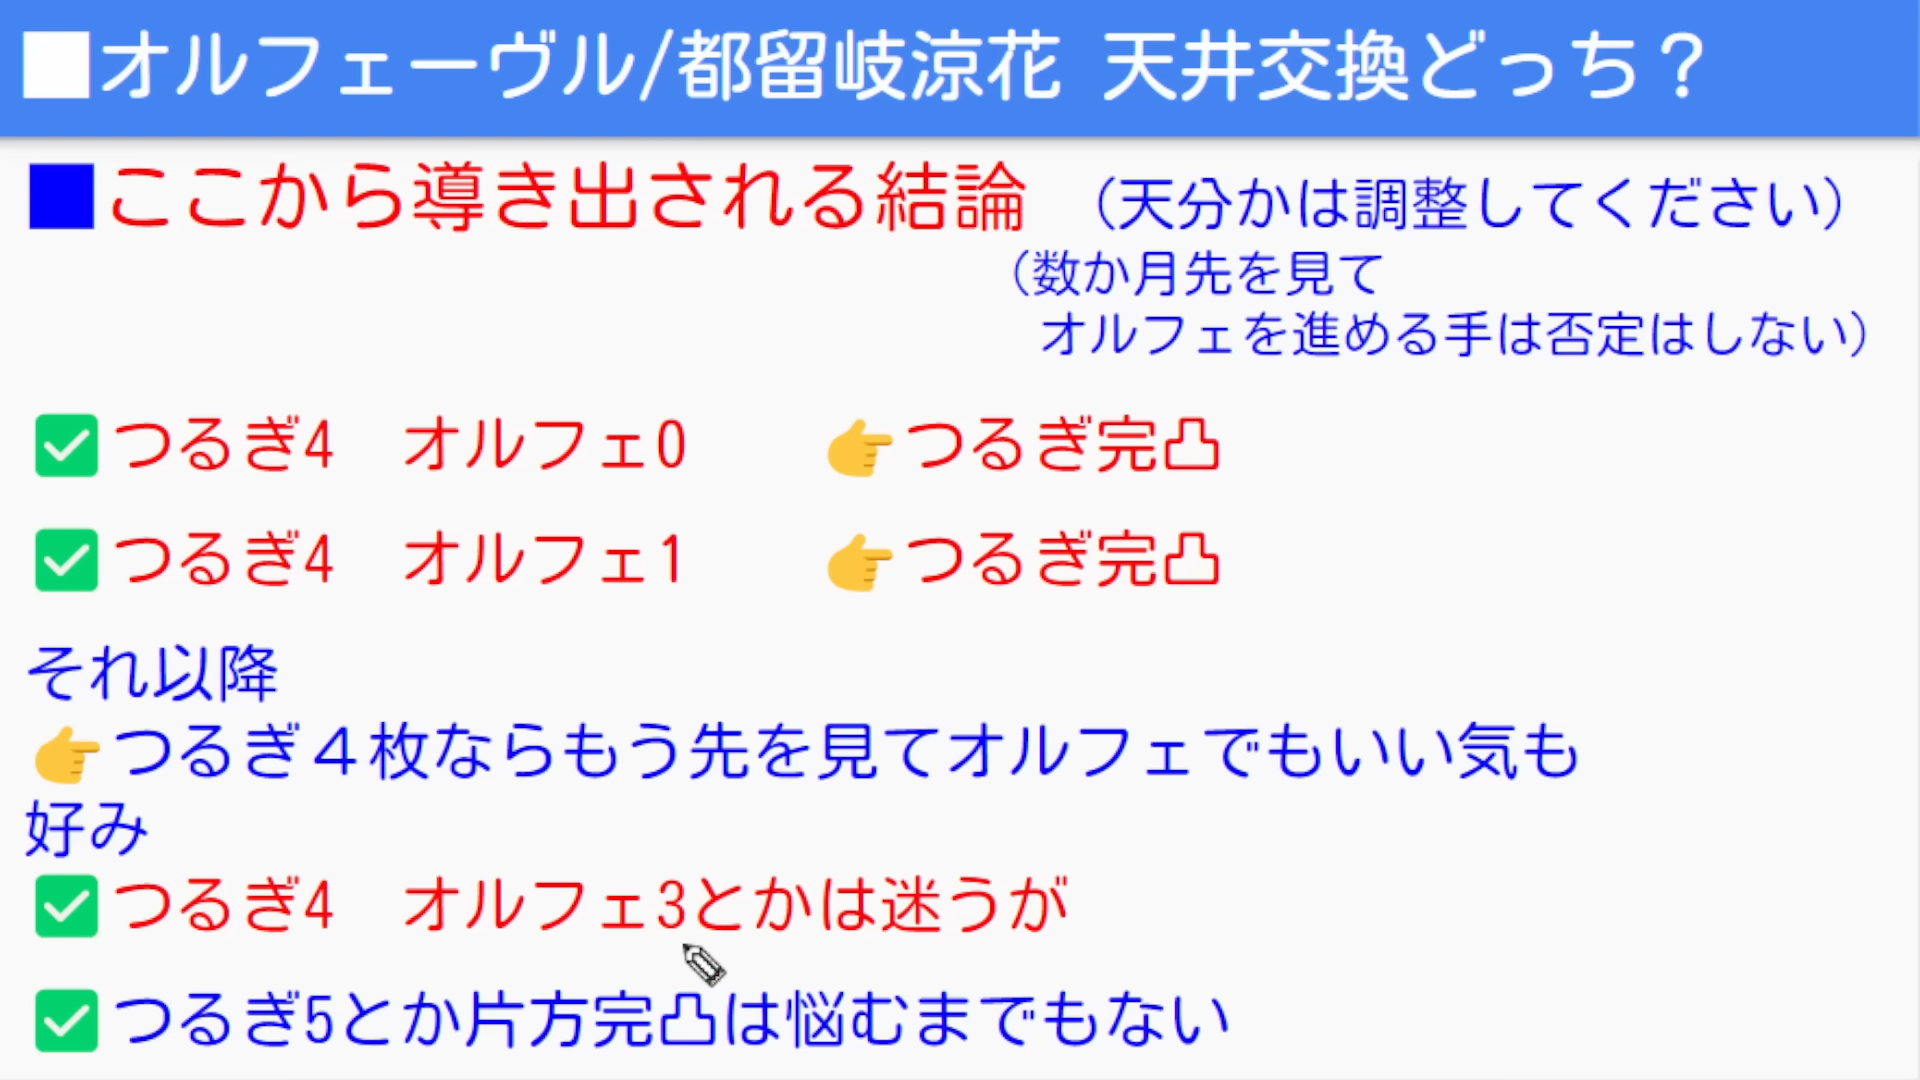 ■オルフェーヴル/都留岐涼花 天井交換どっち？
■ここから導き出される結論 （天分かは調整してください）
（数か月先を見て
オルフェを進める手は否定はしない）
✅つるぎ4 オルフェ0 👉つるぎ完凸
✅つるぎ4 オルフェ1 👉つるぎ完凸
それ以降
👉つるぎ４枚ならもう先を見てオルフェでもいい気も
好み
✅つるぎ4 オルフェ3とかは迷うが
✅つるぎ5とか片方完凸は悩むまでもない